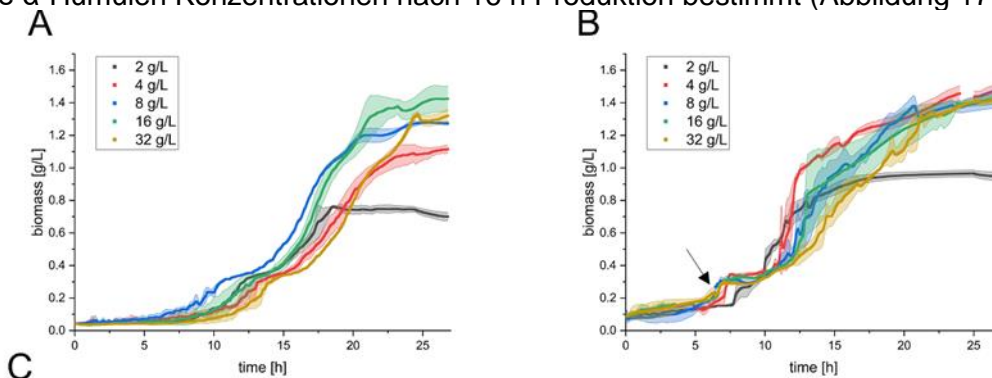 α Humulen Konzentrationen nach 16 h Produktion bestimmt (Abbildung 17
A B
1.6 2 g/L 1.6 2 g/L
1.4 4 g/L 1.4 4 g/L
1.2 8 g/L 1.2 8 g/L
1.0 16 g/L 1.0 16 g/L
0.8 32 g/L 0.8 32 g/L
0.6 0.6
0.4 0.4
0.2 0.2
0.0 0.0
biomass [g/L] biomass [g/L]
0 5 10 15 20 25 0 5 10 15 20 25
time [h] time [h]
C